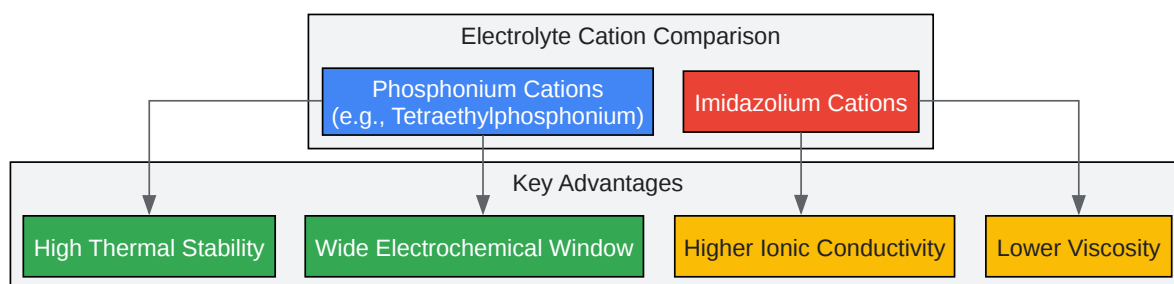 Electrolyte Cation Comparison
Phosphonium Cations
(e.g., Tetraethylphosphonium)
Imidazolium Cations
Key Advantages
High Thermal Stability
Wide Electrochemical Window
Higher Ionic Conductivity
Lower Viscosity